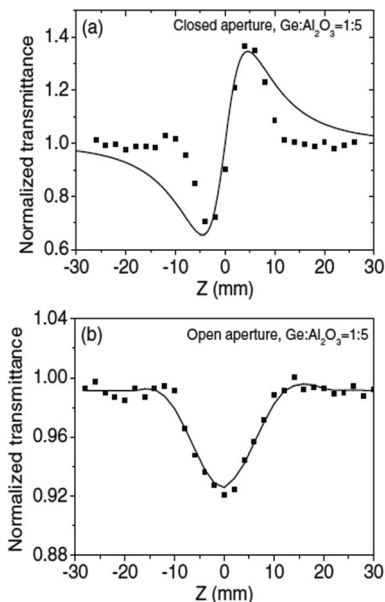 (a)
Closed aperture, Ge:Al₂O₃=1:5
Normalized transmittance
1.4
1.2
1.0
0.8
0.6
-30 -20 -10 0 10 20 30
Z (mm)
(b)
Open aperture, Ge:Al₂O₃=1:5
Normalized transmittance
1.04
1.00
0.96
0.92
0.88
-30 -20 -10 0 10 20 30
Z (mm)